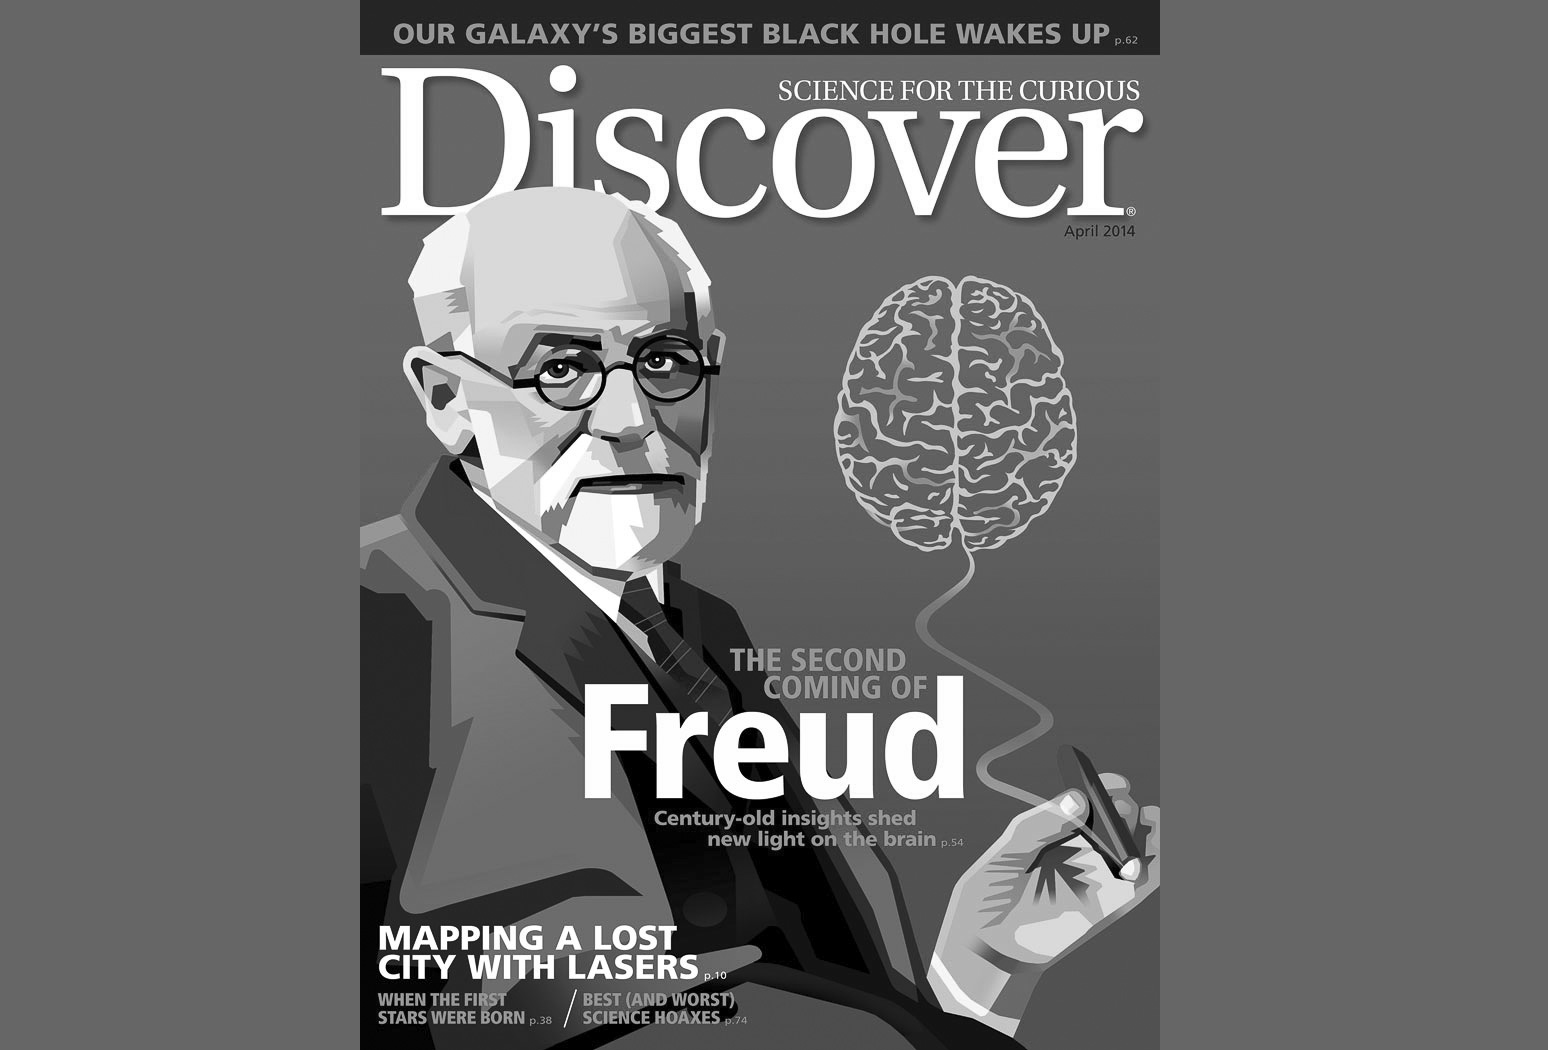 OUR GALAXY'S BIGGEST BLACK HOLE WAKES UP p.62
SCIENCE FOR THE CURIOUS
Discover®
April 2014
THE SECOND
COMING OF
Freud
Century-old insights shed
new light on the brain p.54
MAPPING A LOST
CITY WITH LASERS p.10
WHEN THE FIRST
STARS WERE BORN p.38
BEST (AND WORST)
SCIENCE HOAXES p.74